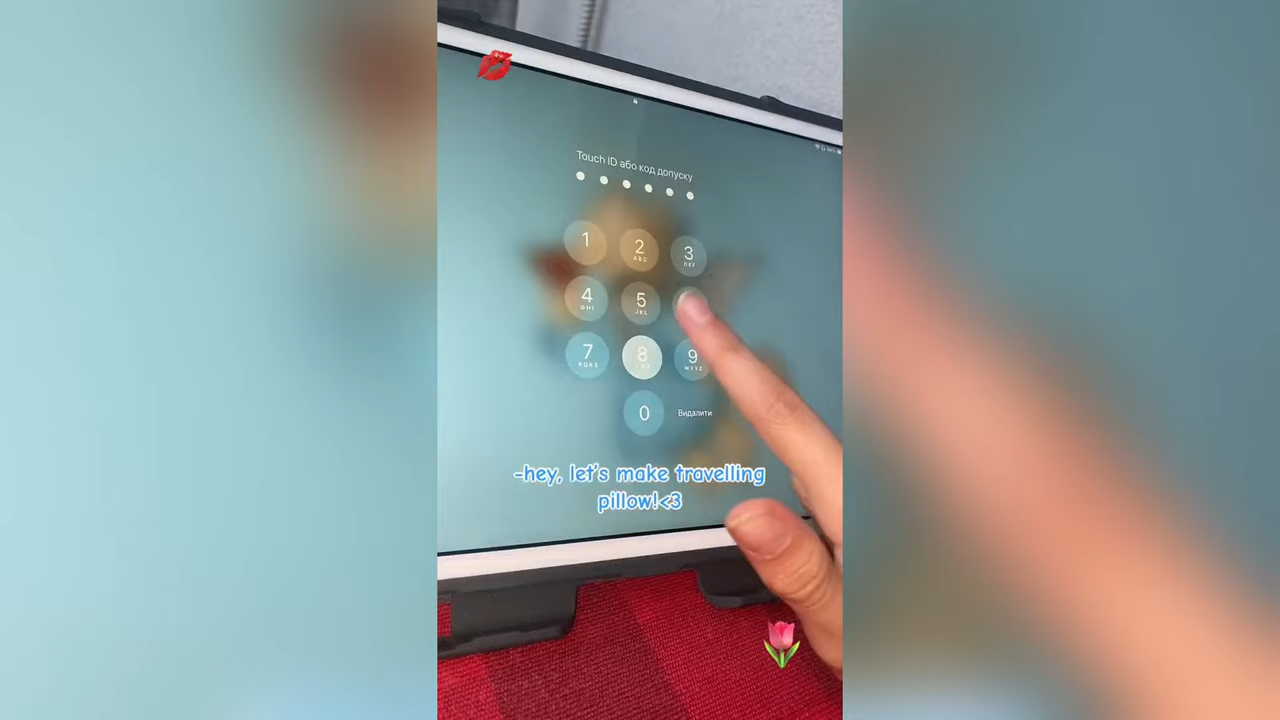 Touch ID або код допуску
1
2
ABC
3
DEF
4
GHI
5
JKL
7
PQRS
8
9
WXYZ
0
Видалити
-hey, let's make travelling
pillow!<3